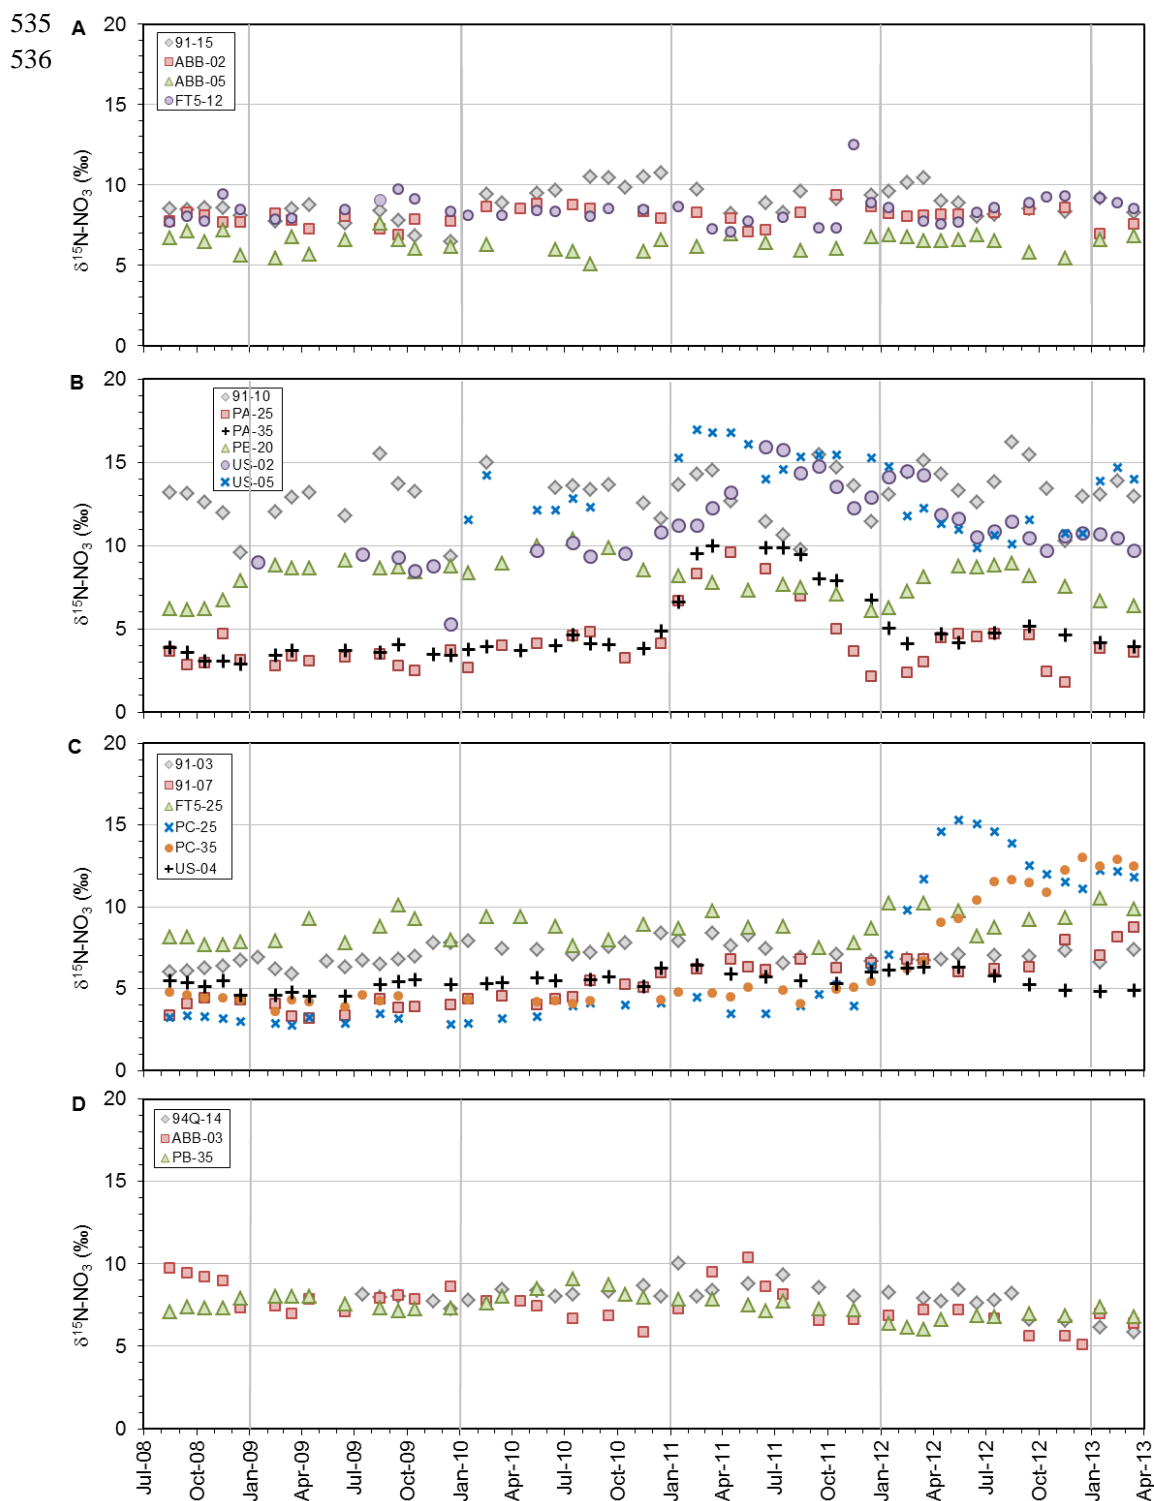 535
536
A
20
15
10
5
0
δ¹⁵N-NO₃ (‰)
91-15
ABB-02
ABB-05
FT5-12
B
20
15
10
5
0
δ¹⁵N-NO₃ (‰)
91-10
PA-25
PA-35
PB-20
US-02
US-05
C
20
15
10
5
0
δ¹⁵N-NO₃ (‰)
91-03
91-07
FT5-25
PC-25
PC-35
US-04
D
20
15
10
5
0
δ¹⁵N-NO₃ (‰)
94Q-14
ABB-03
PB-35
Jul-08 Oct-08 Jan-09 Apr-09 Jul-09 Oct-09 Jan-10 Apr-10 Jul-10 Oct-10 Jan-11 Apr-11 Jul-11 Oct-11 Jan-12 Apr-12 Jul-12 Oct-12 Jan-13 Apr-13